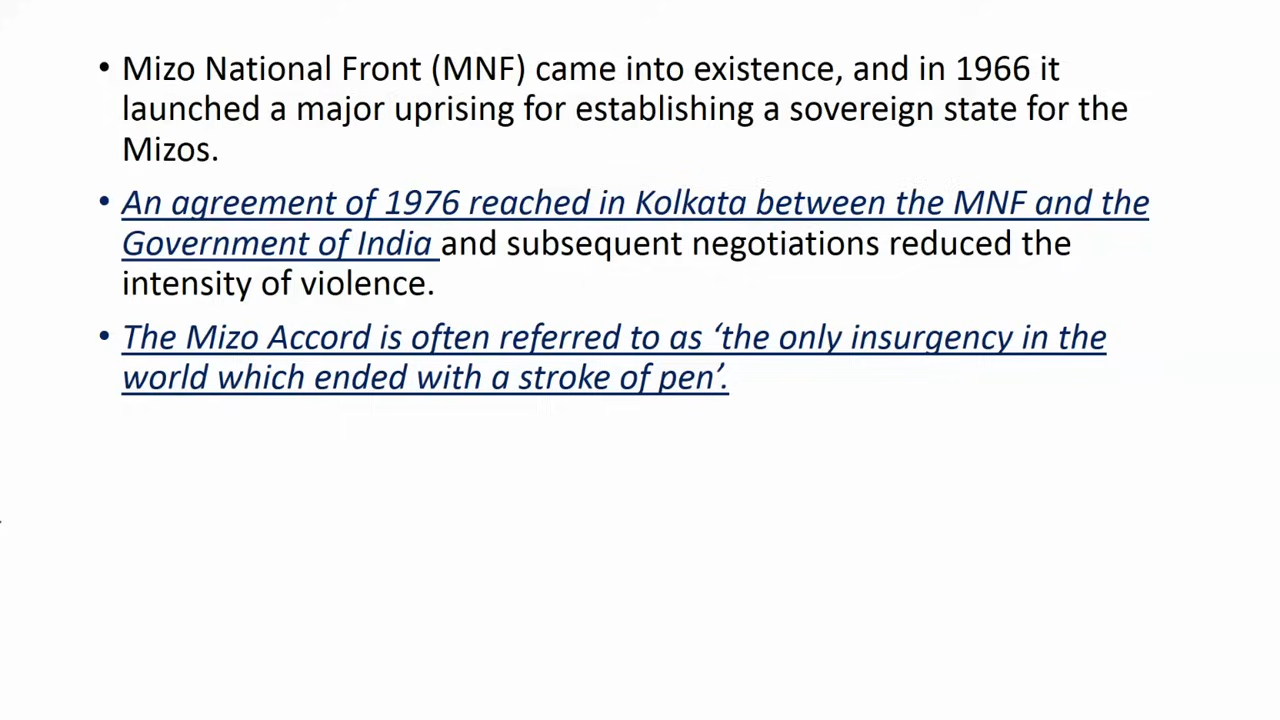 • Mizo National Front (MNF) came into existence, and in 1966 it
launched a major uprising for establishing a sovereign state for the
Mizos.
• An agreement of 1976 reached in Kolkata between the MNF and the
Government of India and subsequent negotiations reduced the
intensity of violence.
• The Mizo Accord is often referred to as ‘the only insurgency in the
world which ended with a stroke of pen’.